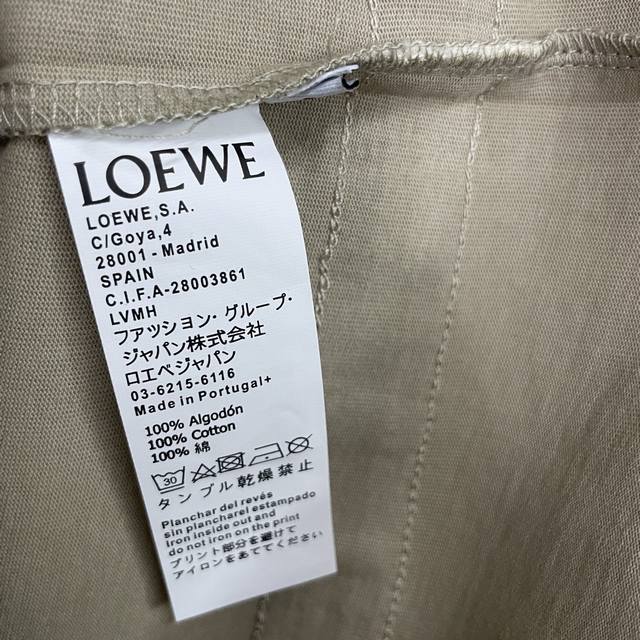 LOEWE
LOEWE,S.A.
C/Goya,4
28001 - Madrid
SPAIN
C.I.F.A-28003861
LVMH
ファッション・グループ・
ジャパン株式会社
ロエベジャパン
03-6215-6116
Made in Portugal+
100% Algodón
100% Cotton
100% 綿
30
タンブル乾燥禁止
Planchar del revés
sin plancharel estampado
Iron inside out and
do not iron on the print
プリント部分を避けて
アイロンをあててください